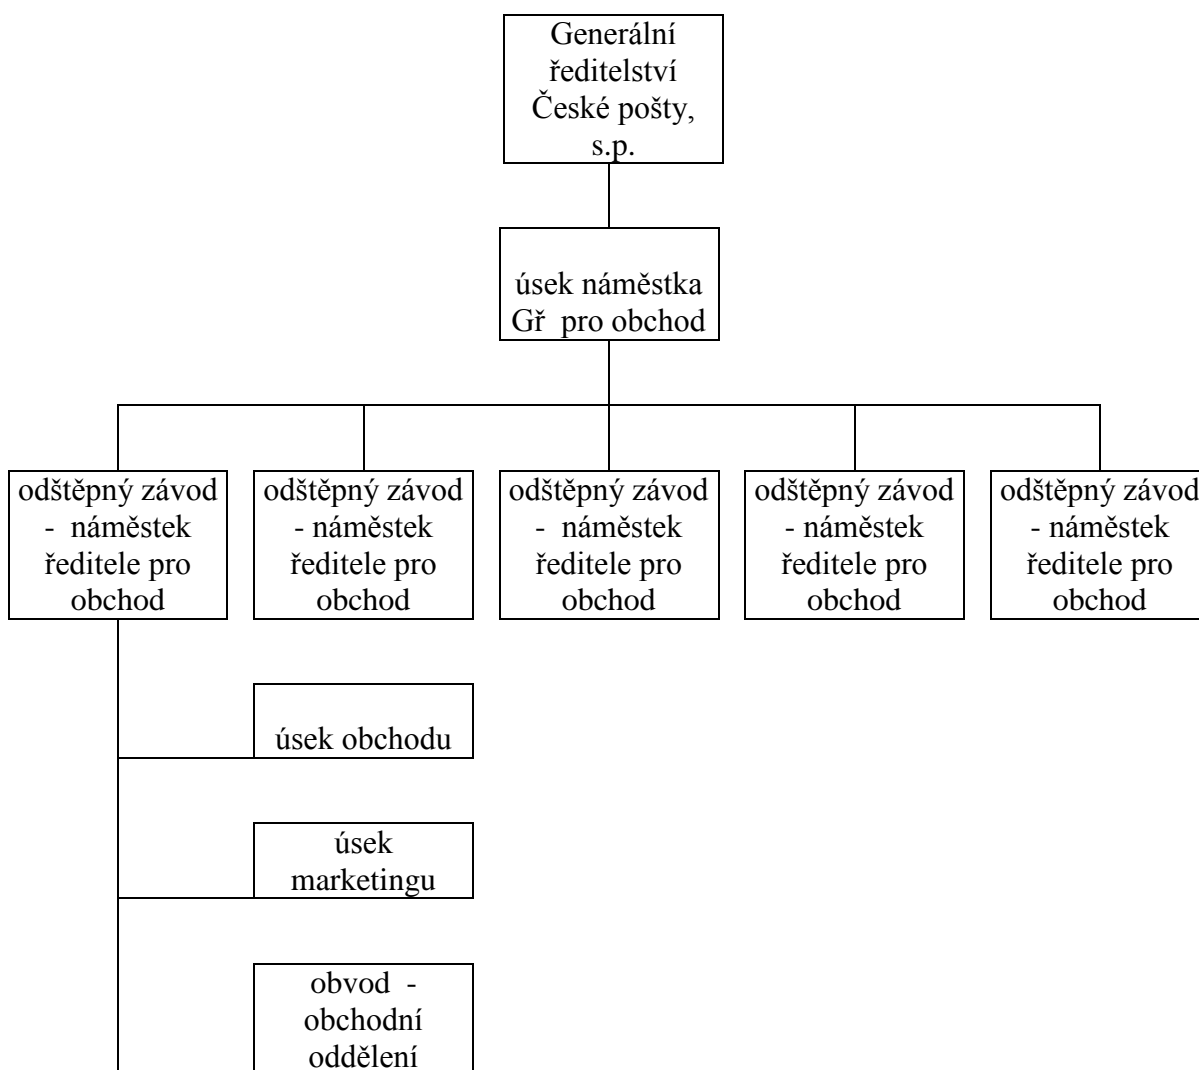 Generální
ředitelství
České pošty,
s.p.
úsek náměstka
Gř  pro obchod
odštěpný závod
-  náměstek
ředitele pro
obchod
odštěpný závod
- náměstek
ředitele pro
obchod
odštěpný závod
-  náměstek
ředitele pro
obchod
odštěpný závod
- náměstek
ředitele pro
obchod
odštěpný závod
- náměstek
ředitele pro
obchod
úsek obchodu
úsek
marketingu
obvod  -
obchodní
oddělení